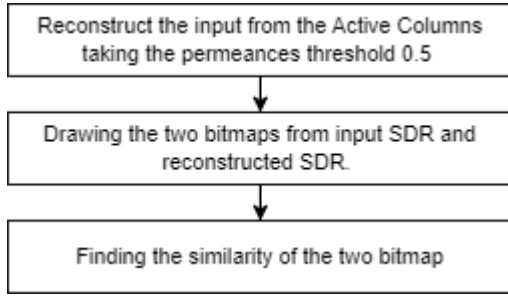 Reconstruct the input from the Active Columns
taking the permeances threshold 0.5
Drawing the two bitmaps from input SDR and
reconstructed SDR.
Finding the similarity of the two bitmap